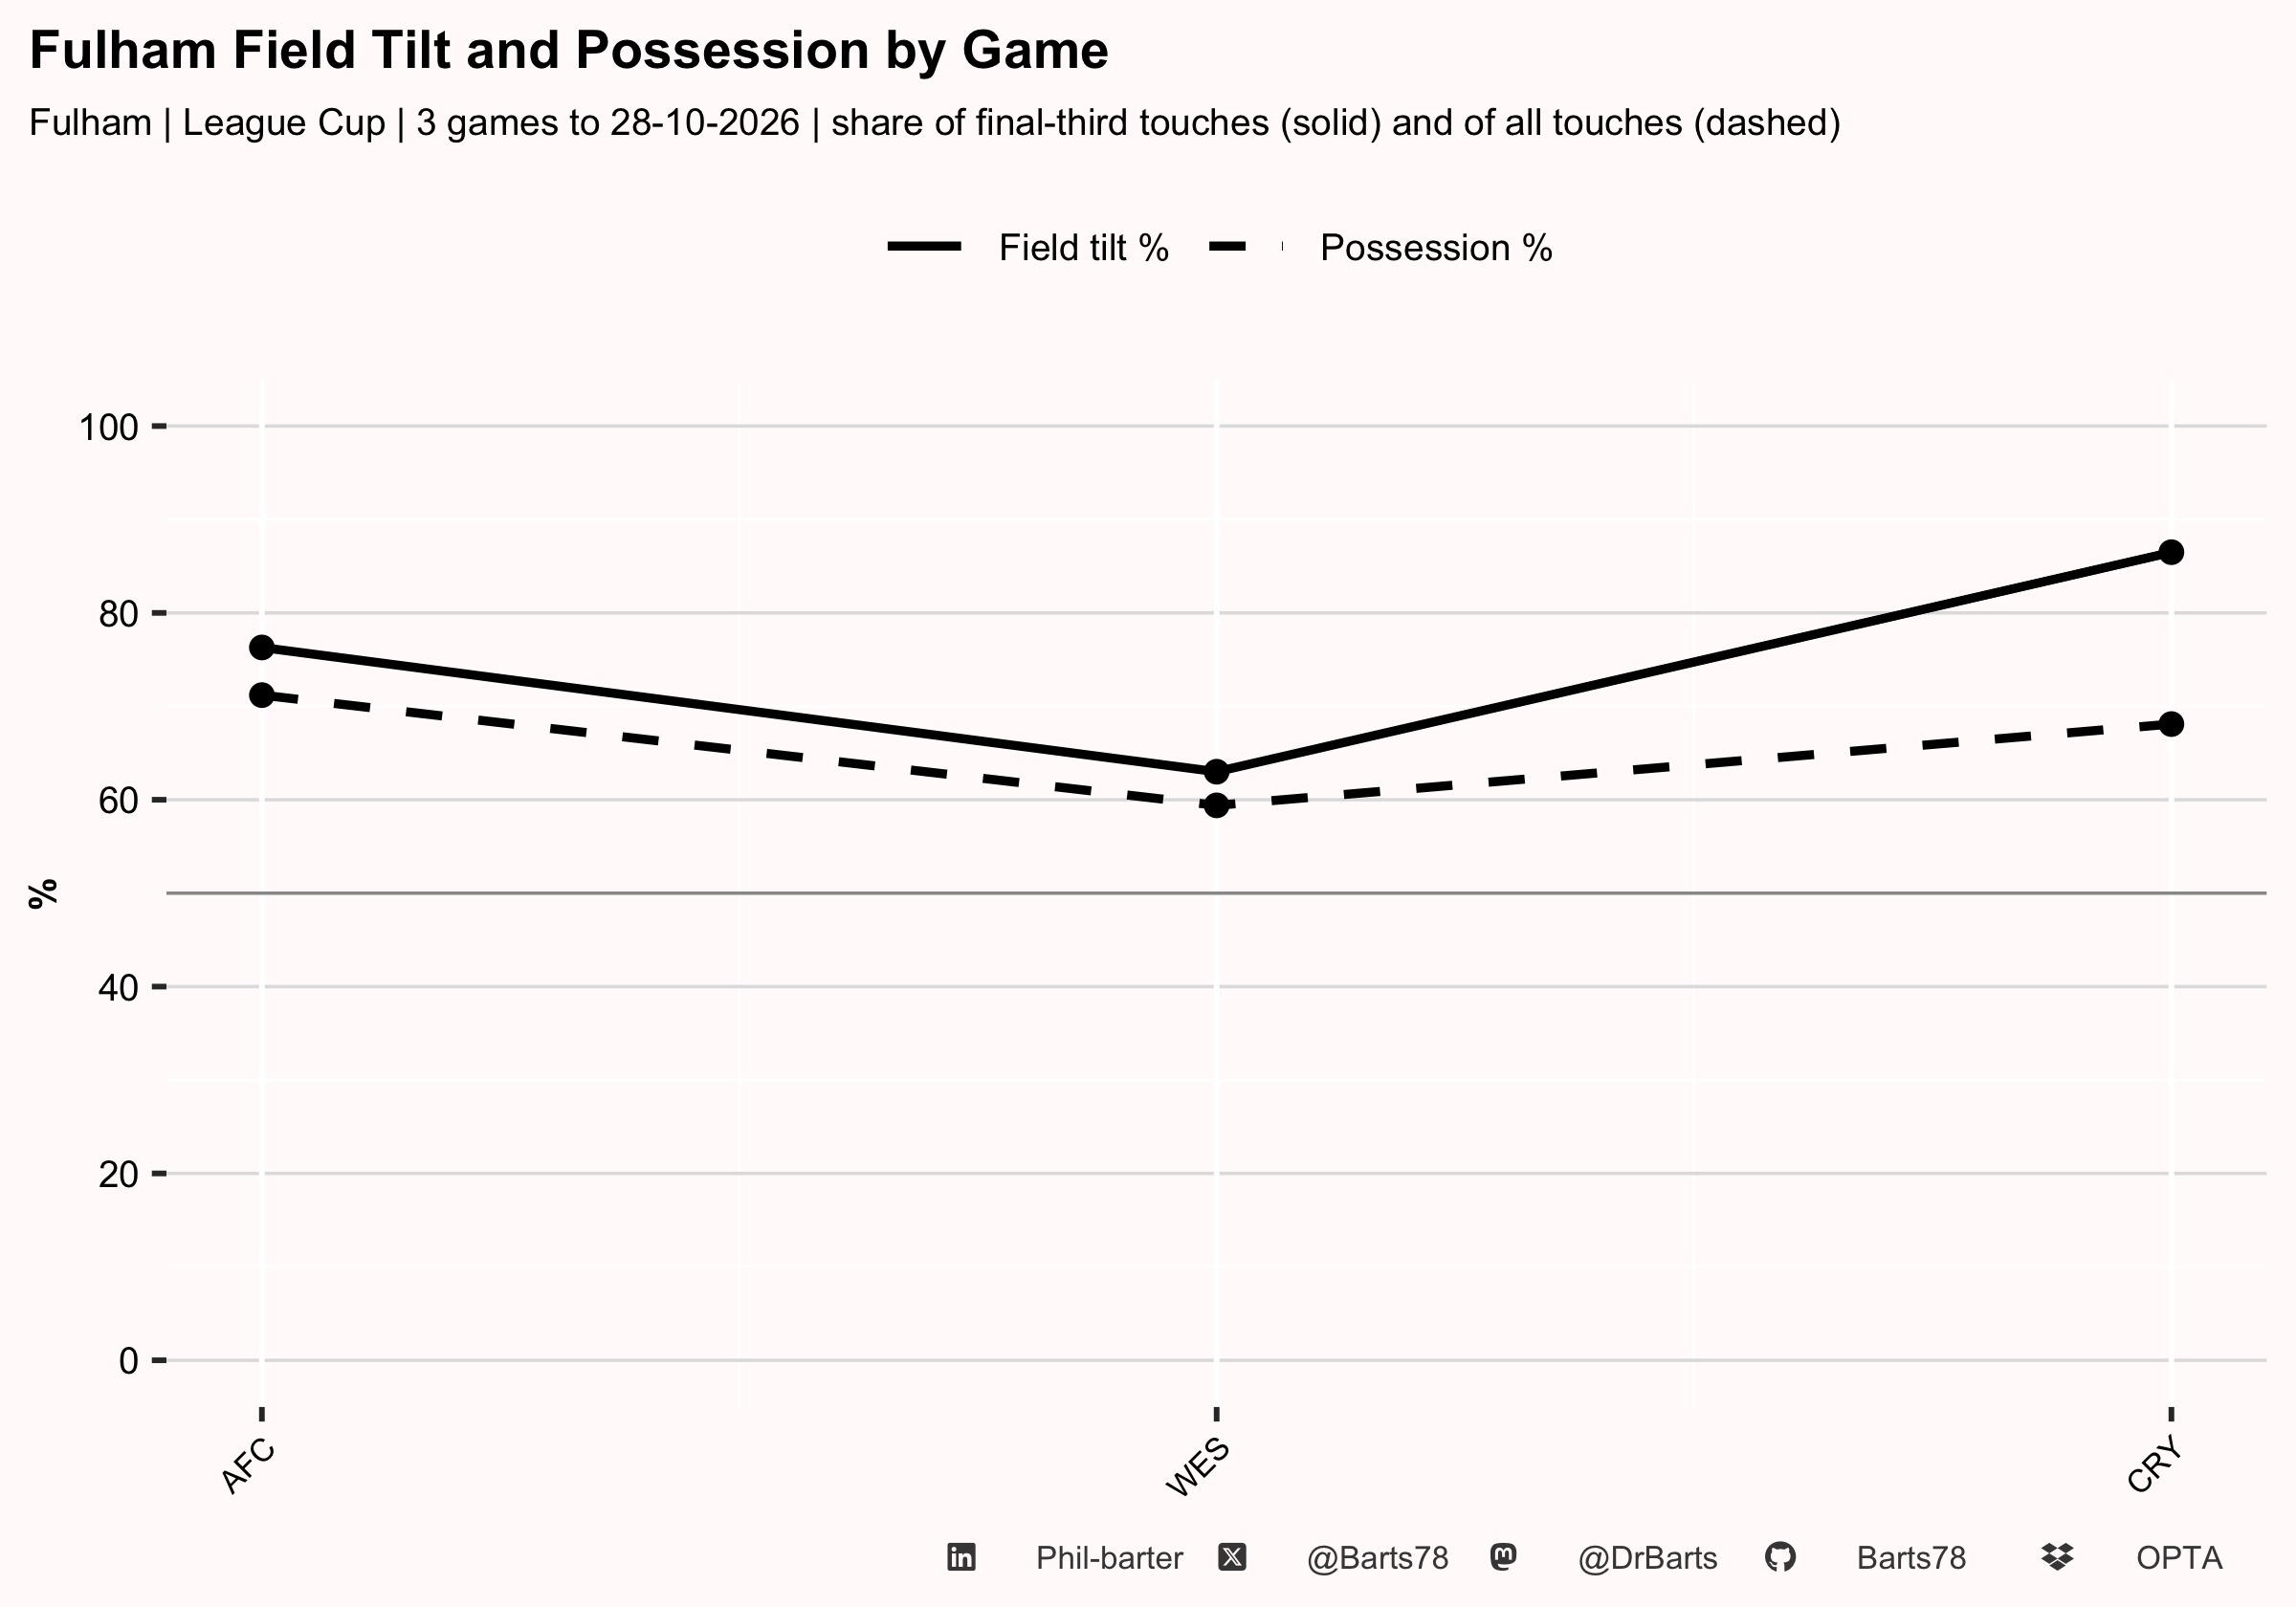 Fulham Field Tilt and Possession by Game
Fulham | League Cup | 3 games to 28-10-2026 | share of final-third touches (solid) and of all touches (dashed)
Field tilt % Possession %
100
80
60
%
40
20
0
AFC WES CRY
Phil-barter @Barts78 @DrBarts Barts78 OPTA